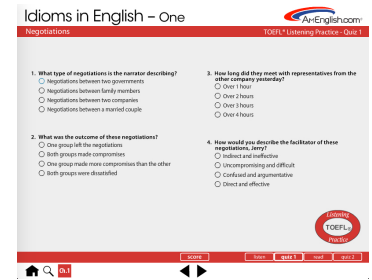 Idioms in English – One
AmEnglish.com®
Negotiations
TOEFL® Listening Practice - Quiz 1
1. What type of negotiations is the narrator describing?
Negotiations between two governments
Negotiations between family members
Negotiations between two companies
Negotiations between a married couple
2. What was the outcome of these negotiations?
One group left the negotiations
Both groups made compromises
One group made more compromises than the other
Both groups were dissatisfied
3. How long did they meet with representatives from the
other company yesterday?
Over 1 hour
Over 2 hours
Over 3 hours
Over 4 hours
4. How would you describe the facilitator of these
negotiations, Jerry?
Indirect and ineffective
Uncompromising and difficult
Confused and argumentative
Direct and effective
Listening
TOEFL®
Practice
score
listen
quiz 1
read
quiz 2